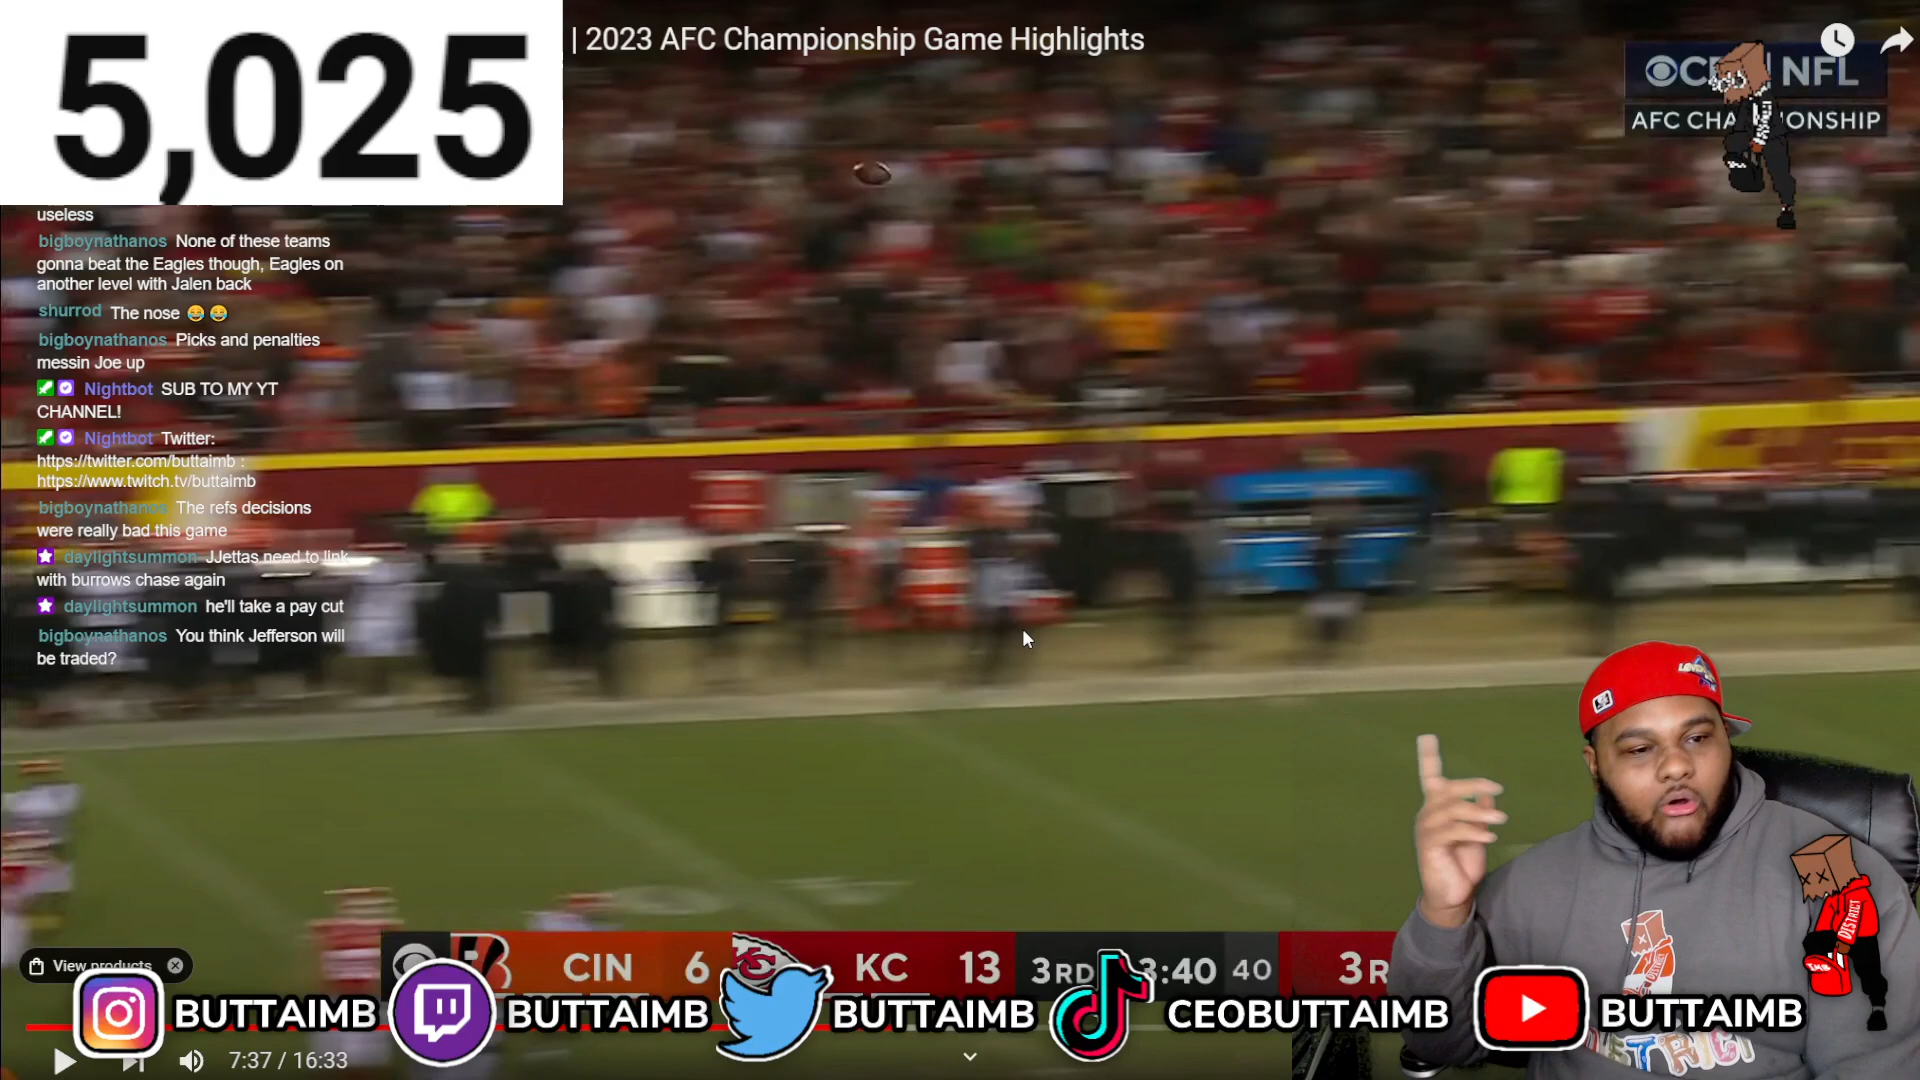 5,025
| 2023 AFC Championship Game Highlights
NFL
AFC CHA ONSHIP
useless
bigboynathanos None of these teams
gonna beat the Eagles though, Eagles on
another level with Jalen back
shurrod The nose 😂 😂
bigboynathanos Picks and penalties
messin Joe up
Nightbot SUB TO MY YT
CHANNEL!
Nightbot Twitter:
https://twitter.com/buttaimb :
https://www.twitch.tv/buttaimb
bigboynathanos The refs decisions
were really bad this game
daylightsummon JJettas need to link
with burrows chase again
daylightsummon he'll take a pay cut
bigboynathanos You think Jefferson will
be traded?
DISTRICT
View products
CIN 6 KC 13 3RD 3:40 40 3R
BUTTAIMB BUTTAIMB BUTTAIMB CEOBUTTAIMB BUTTAIMB
7:37 / 16:33